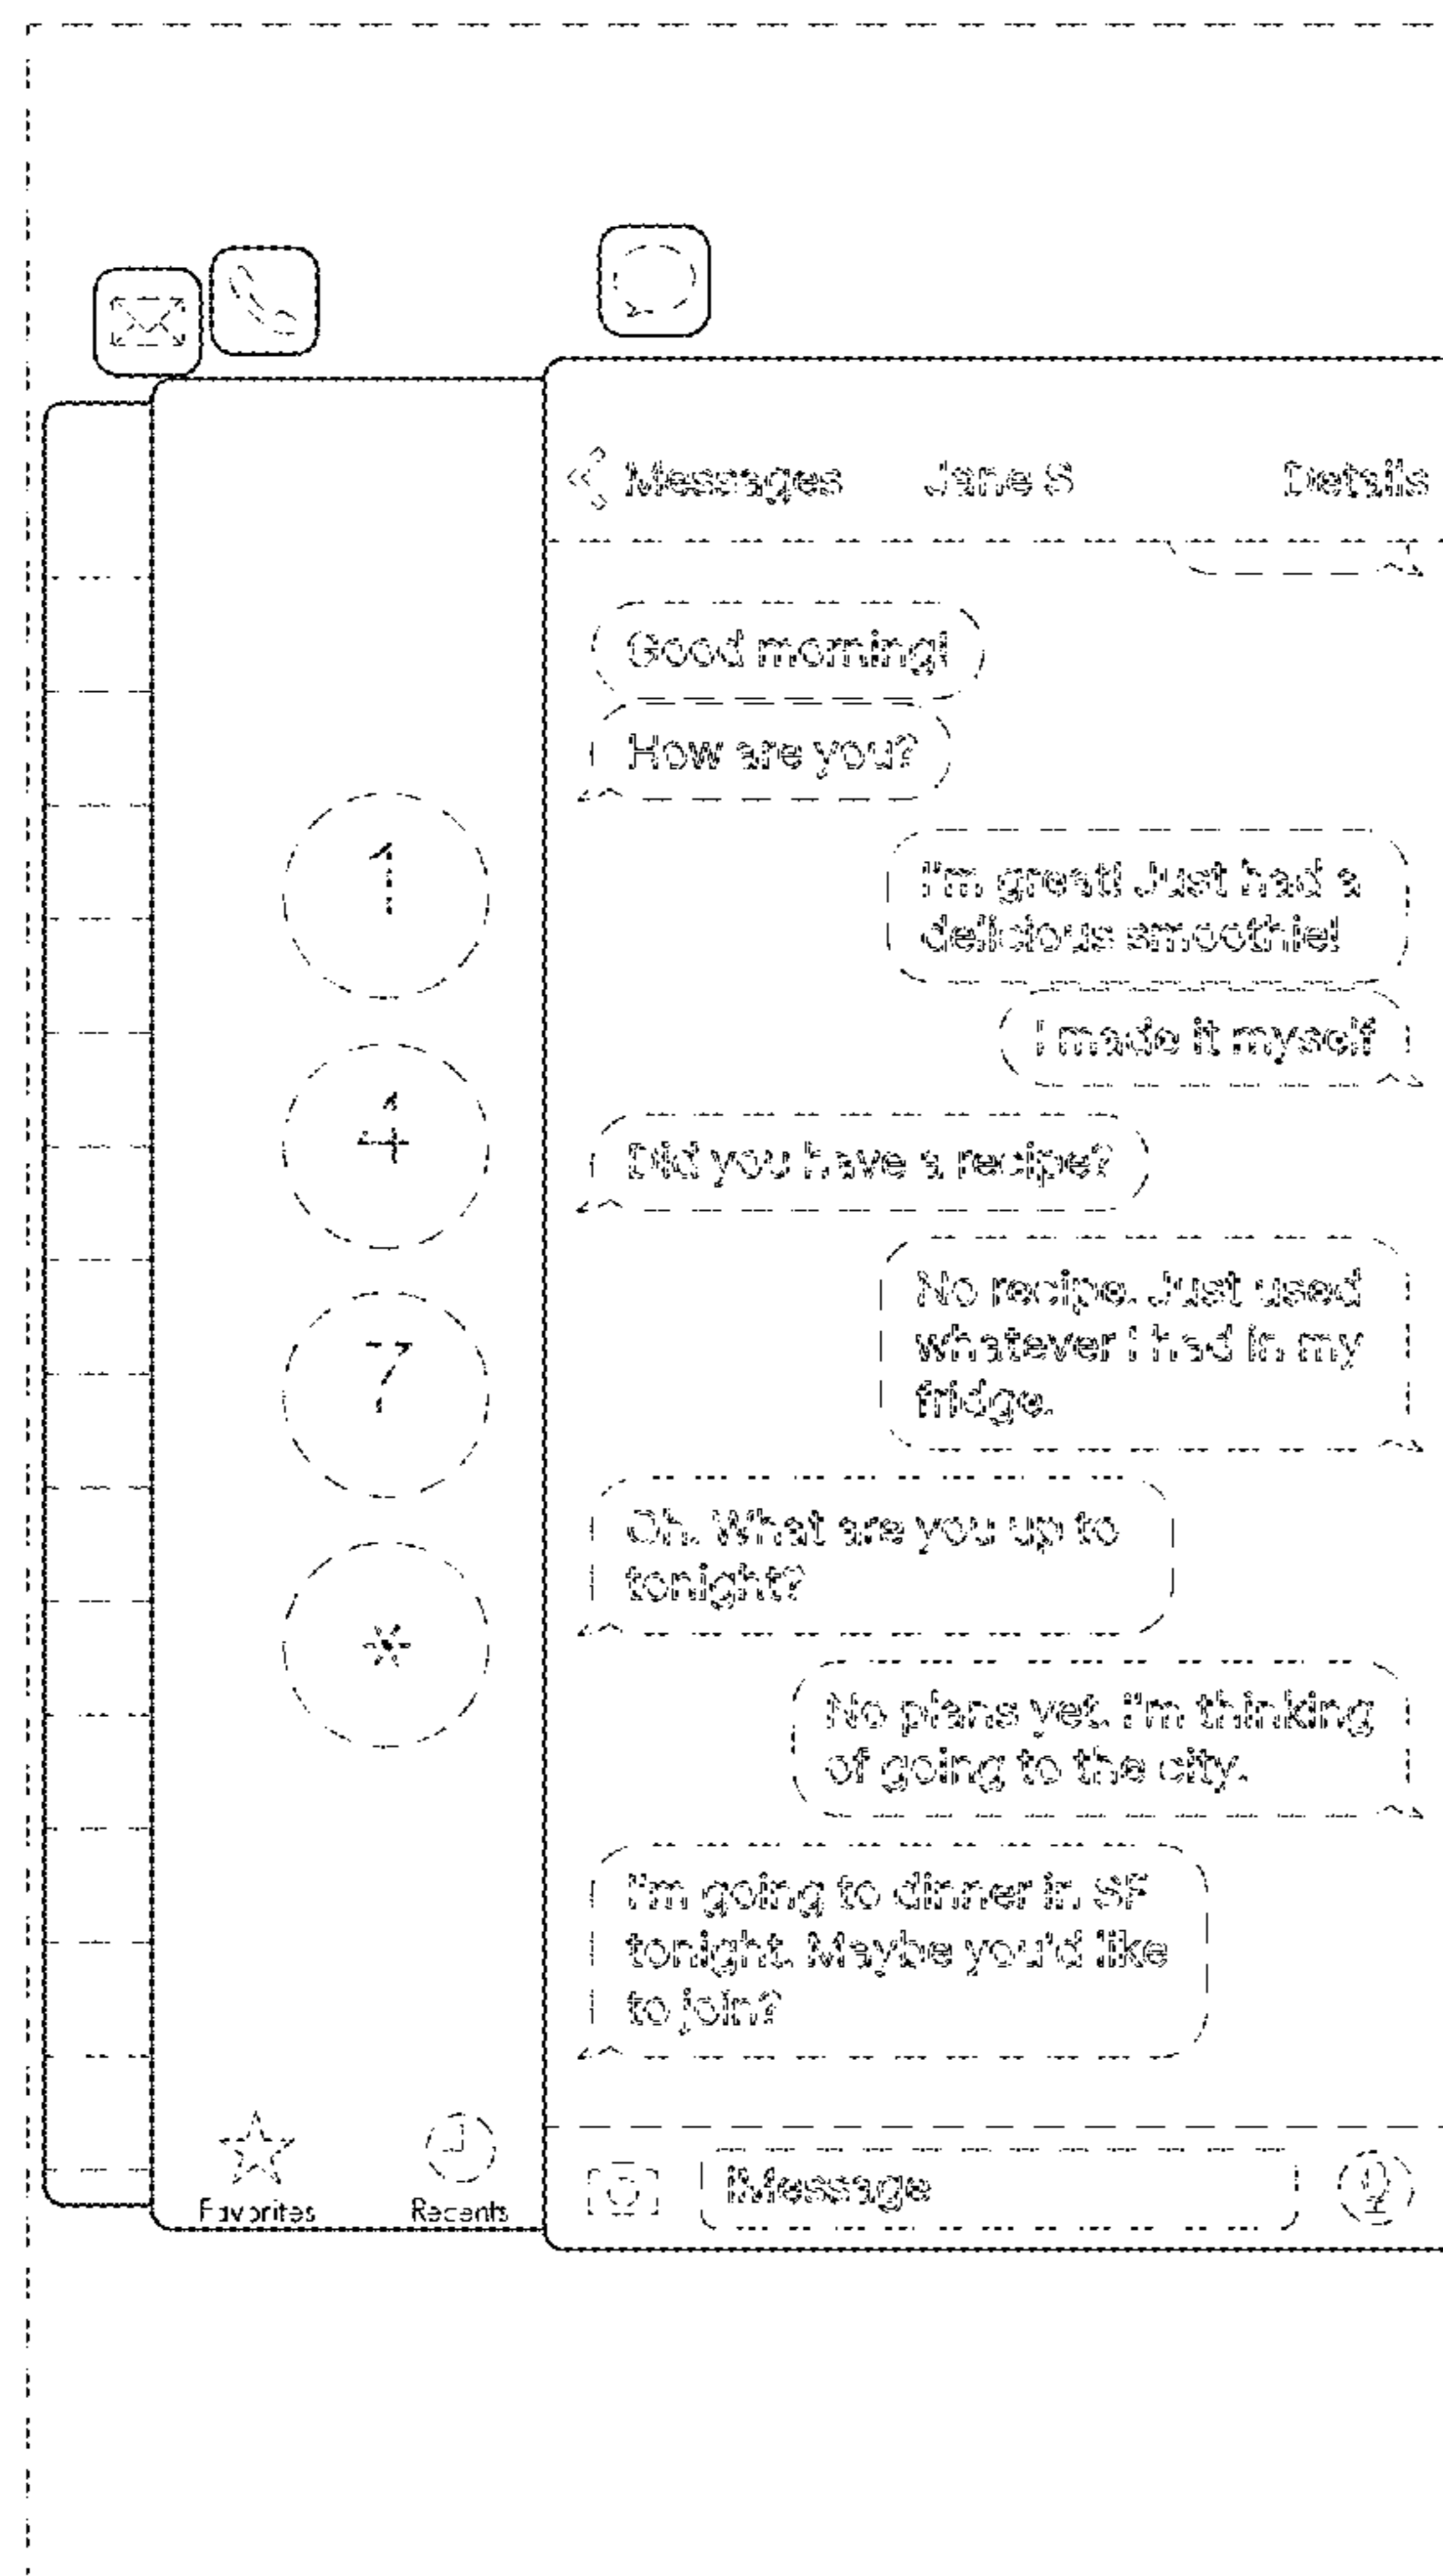 Messages Jane S Details
Good morning!
How are you?
I'm great! Just had a
delicious smoothie!
I made it myself
Did you have a recipe?
No recipe. Just used
whatever I had in my
fridge.
Oh. What are you up to
tonight?
No plans yet. I'm thinking
of going to the city.
I'm going to dinner in SF
tonight. Maybe you'd like
to join?
iMessage
1
4
7
*
Favorites Recents